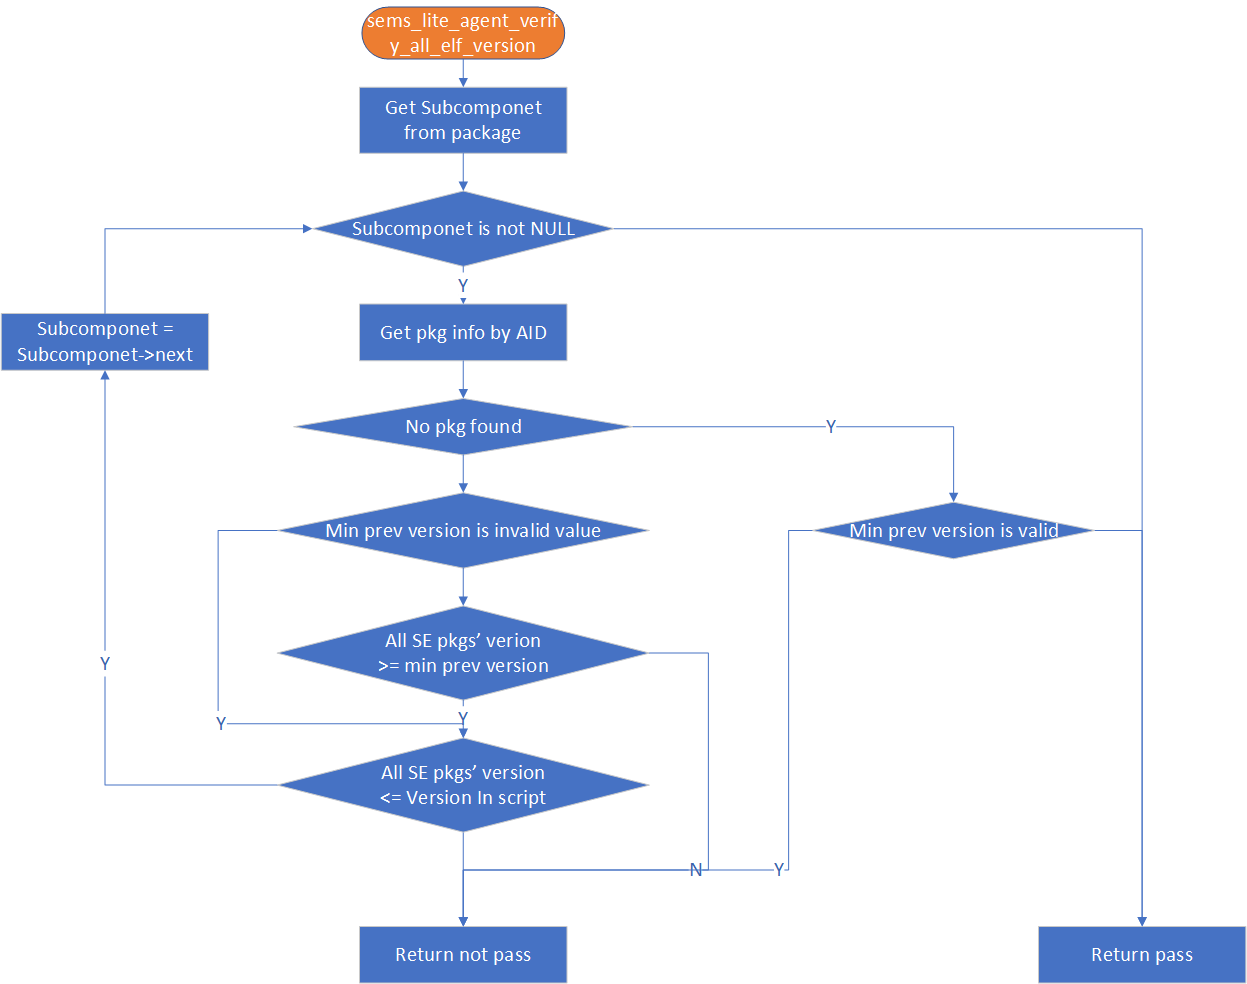 sems_lite_agent_verif
y_all_elf_version
Get Subcomponet
from package
Subcomponet is not NULL
Y
Subcomponet =
Subcomponet->next
Get pkg info by AID
No pkg found
Y
Min prev version is invalid value
Min prev version is valid
All SE pkgs’ verion
>= min prev version
Y
Y
Y
All SE pkgs’ version
<= Version In script
N
Y
Return not pass
Return pass